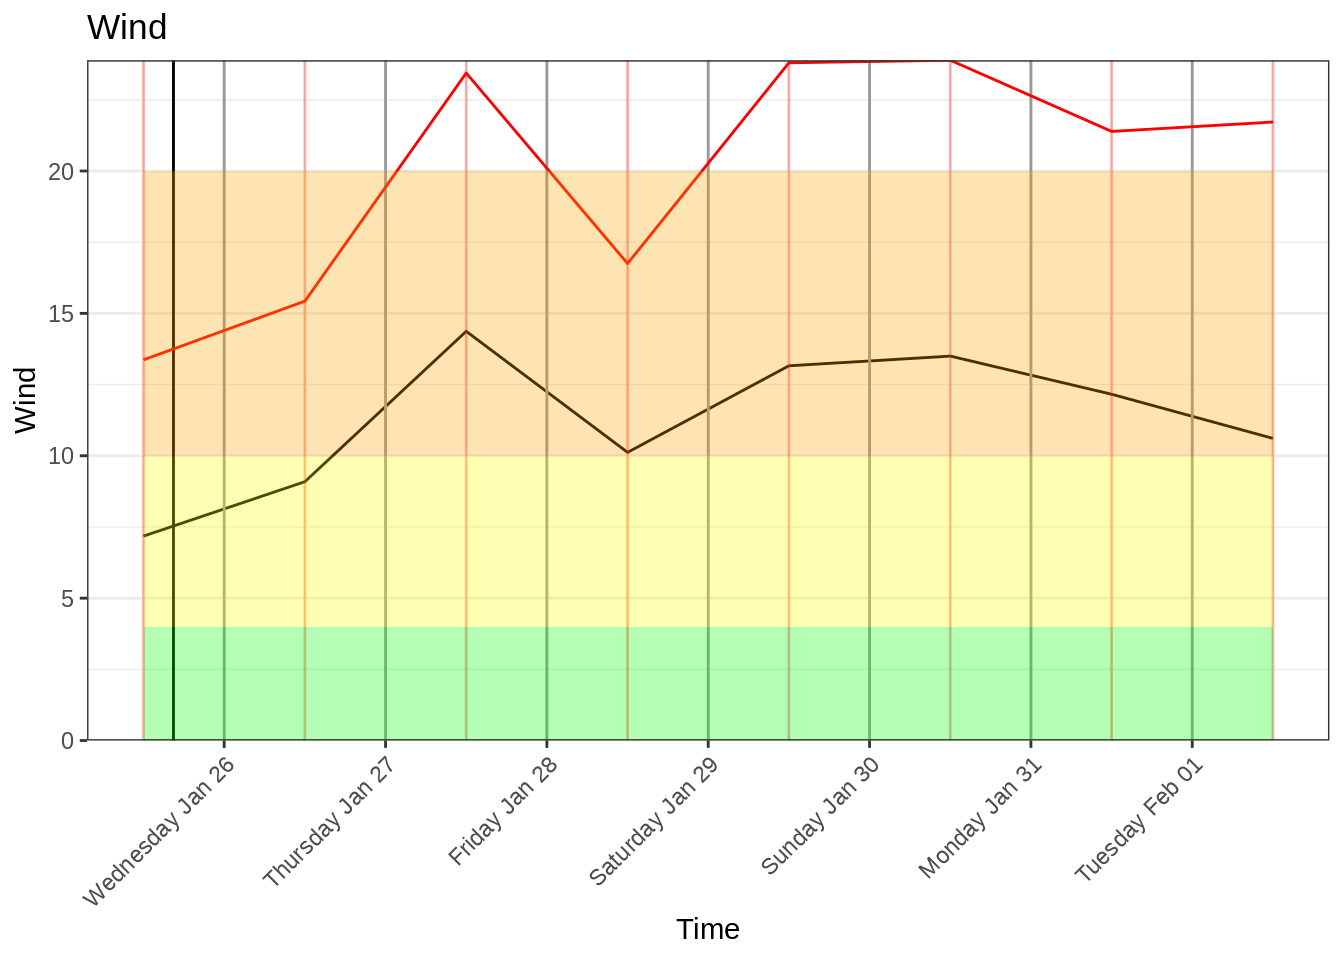 Wind
Wind
20
15
10
5
0
Wednesday Jan 26
Thursday Jan 27
Friday Jan 28
Saturday Jan 29
Sunday Jan 30
Monday Jan 31
Tuesday Feb 01
Time